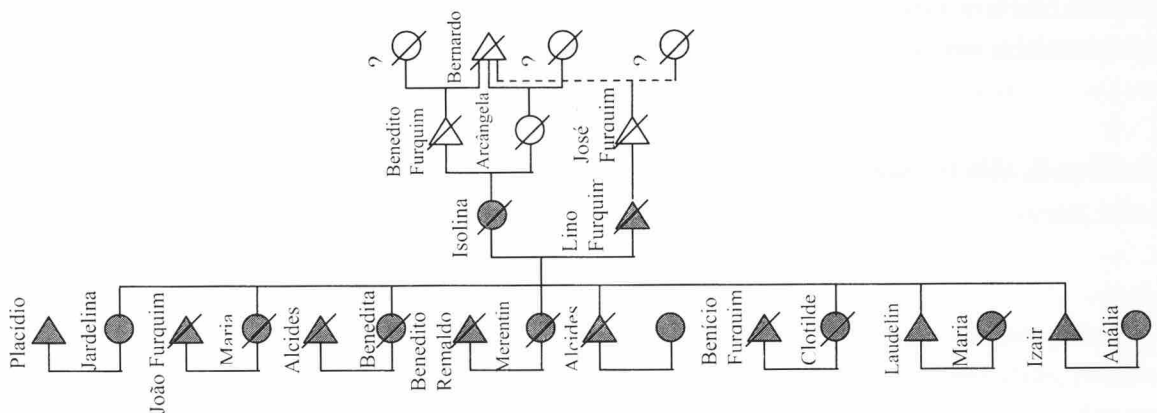 ?
Bernardo
?
?
Benedito
Furquim
Arcângela
José
Furquim
Isolina
Lino
Furquim
Placídio
Jardelina
João Furquim
Maria
Alcides
Benedita
Benedito
Remaldo
Merentin
Alcides
Benicio
Furquim
Clotilde
Laudelin
Maria
Izair
Anália